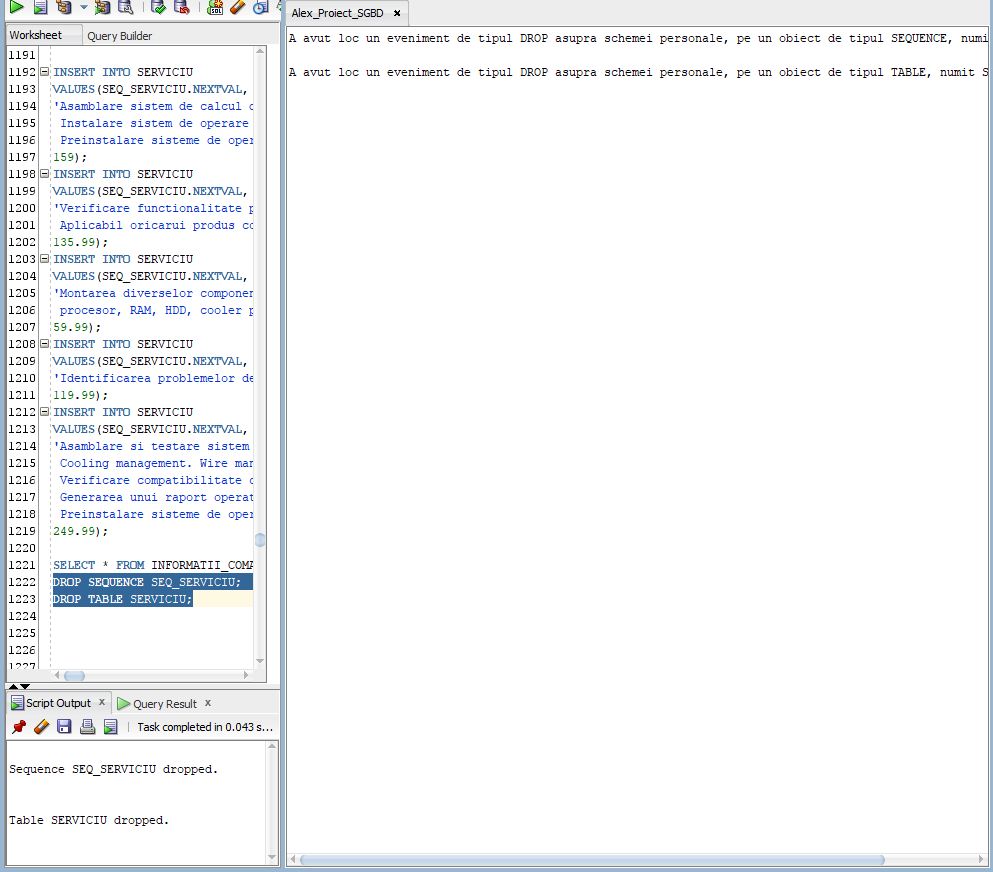 Alex_Proiect_SGBD
Worksheet Query Builder
A avut loc un eveniment de tipul DROP asupra schemei personale, pe un obiect de tipul SEQUENCE, numi
A avut loc un eveniment de tipul DROP asupra schemei personale, pe un obiect de tipul TABLE, numit S
1191
1192 INSERT INTO SERVICIU
1193 VALUES(SEQ_SERVICIU.NEXTVAL,
1194 'Asamblare sistem de calcul
1195 Instalare sistem de operare
1196 Preinstalare sisteme de oper
1197 159);
1198 INSERT INTO SERVICIU
1199 VALUES(SEQ_SERVICIU.NEXTVAL,
1200 'Verificare functionalitate p
1201 Aplicabil oricarui produs co
1202 135.99);
1203 INSERT INTO SERVICIU
1204 VALUES(SEQ_SERVICIU.NEXTVAL,
1205 'Montarea diverselor componen
1206 procesor, RAM, HDD, cooler p
1207 59.99);
1208 INSERT INTO SERVICIU
1209 VALUES(SEQ_SERVICIU.NEXTVAL,
1210 'Identificarea problemelor de
1211 119.99);
1212 INSERT INTO SERVICIU
1213 VALUES(SEQ_SERVICIU.NEXTVAL,
1214 'Asamblare si testare sistem
1215 Cooling management. Wire man
1216 Verificare compatibilitate
1217 Generarea unui raport operat
1218 Preinstalare sisteme de oper
1219 249.99);
1220
1221 SELECT * FROM INFORMATII_COMA
1222 DROP SEQUENCE SEQ_SERVICIU;
1223 DROP TABLE SERVICIU;
1224
1225
1226
1227
Script Output x Query Result x
Task completed in 0.043 s...
Sequence SEQ_SERVICIU dropped.
Table SERVICIU dropped.